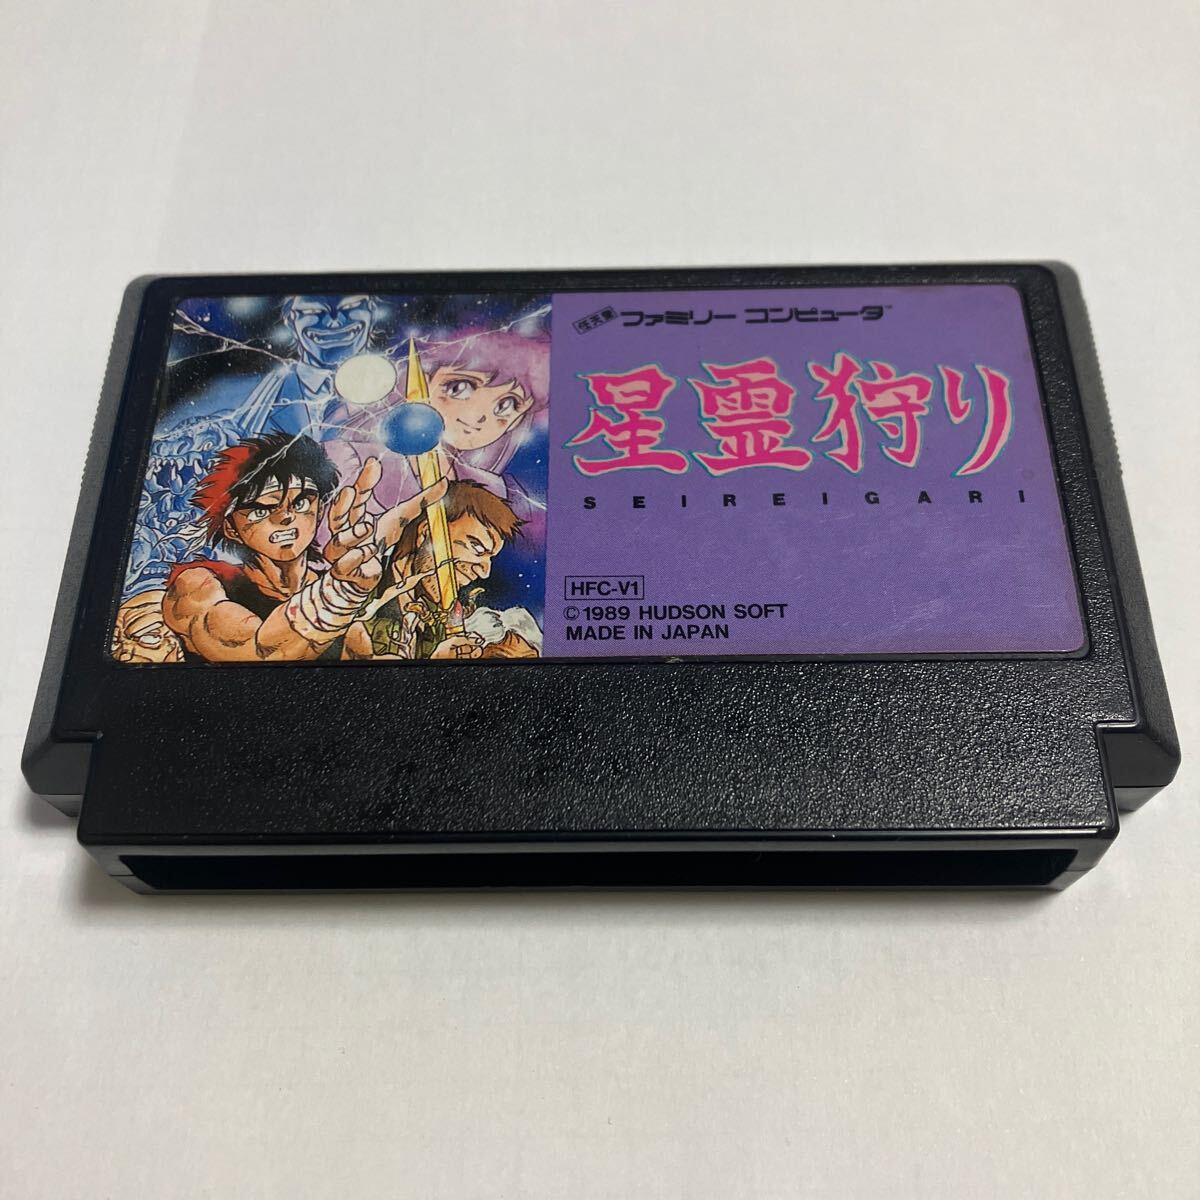 任天堂 ファミリー コンピュータ
星霊狩り
SEIREIGARI
HFC-V1
©1989 HUDSON SOFT
MADE IN JAPAN